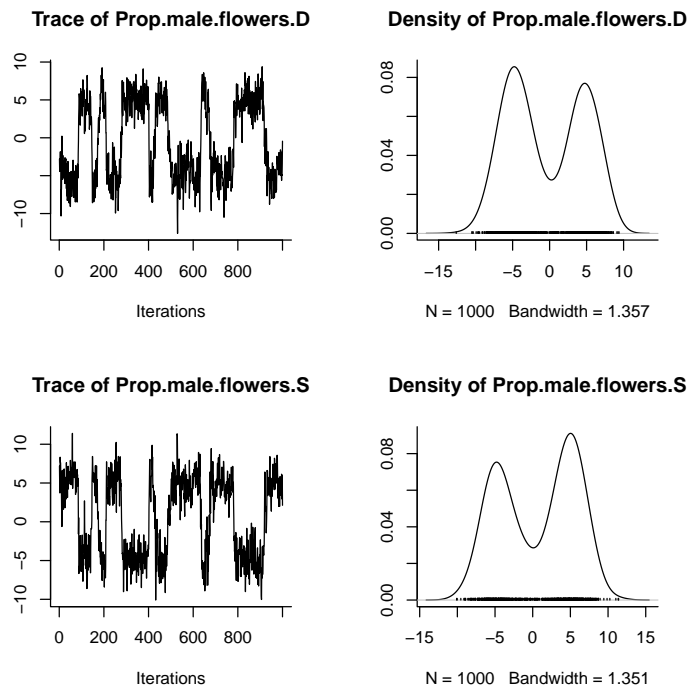 Trace of Prop.male.flowers.D
10
5
0
−10
0 200 400 600 800
Iterations
Density of Prop.male.flowers.D
0.08
0.04
0.00
−15 −5 0 5 10
N = 1000 Bandwidth = 1.357
Trace of Prop.male.flowers.S
10
5
0
−5
−10
0 200 400 600 800
Iterations
Density of Prop.male.flowers.S
0.08
0.04
0.00
−15 −5 0 5 10 15
N = 1000 Bandwidth = 1.351